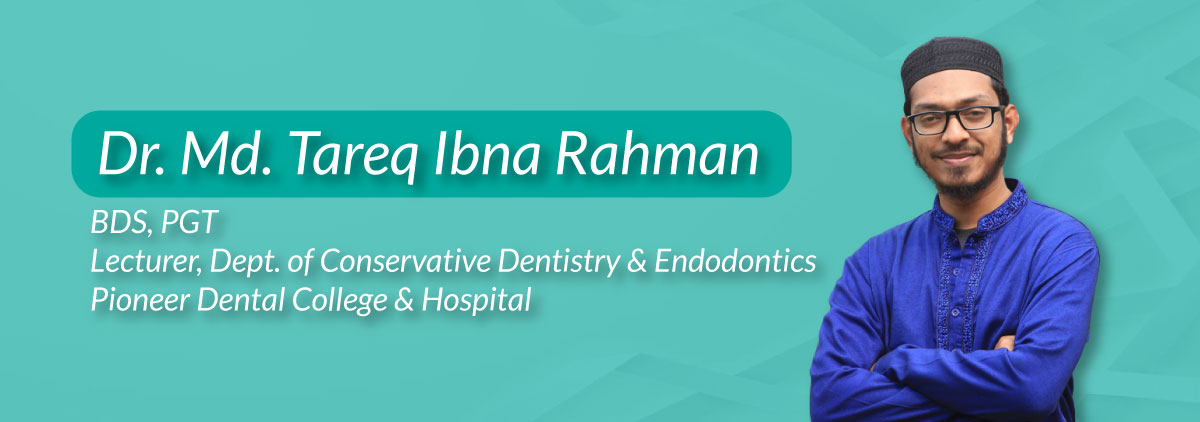 Dr. Md. Tareq Ibna Rahman
BDS, PGT
Lecturer, Dept. of Conservative Dentistry & Endodontics
Pioneer Dental College & Hospital